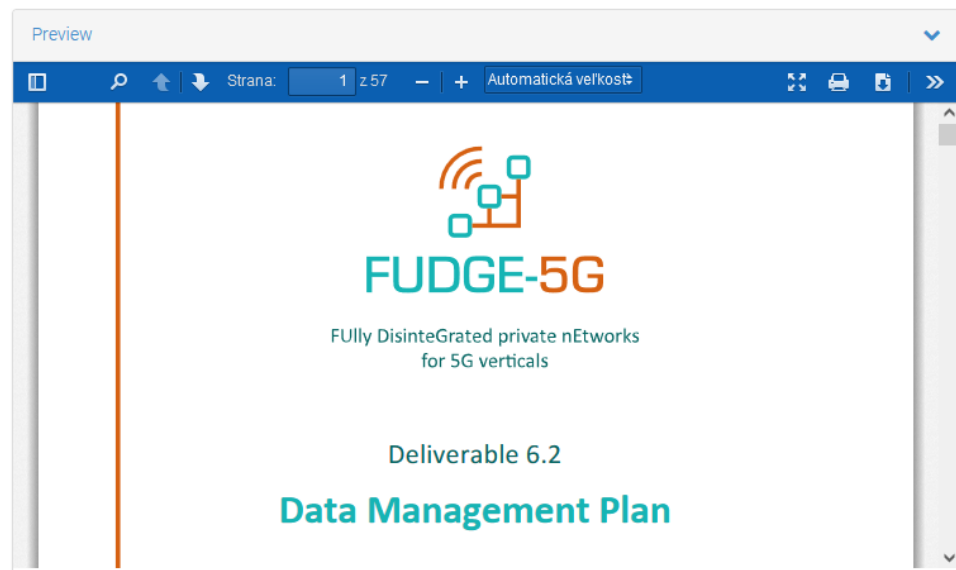 Preview
Strana: 1 z 57 Automatická veľkosť
FUDGE-5G
FUlly DisinteGrated private nEtworks
for 5G verticals
Deliverable 6.2
Data Management Plan